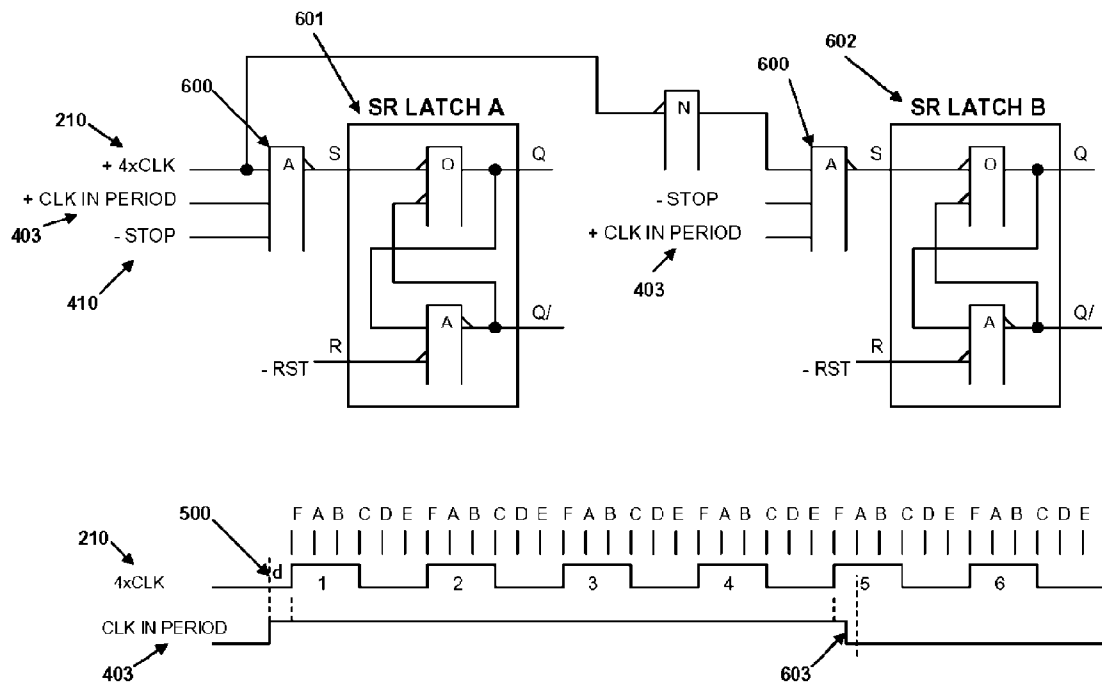 601
602
600
600
SR LATCH A
SR LATCH B
210
N
+ 4xCLK
A
S
O
Q
A
S
O
Q
+ CLK IN PERIOD
- STOP
403
- STOP
+ CLK IN PERIOD
410
403
A
Q/
A
Q/
R
- RST
R
- RST
F A B C D E F A B C D E F A B C D E F A B C D E F A B C D E F A B C D E
500
210
d
4xCLK
1 2 3 4 5 6
CLK IN PERIOD
403
603